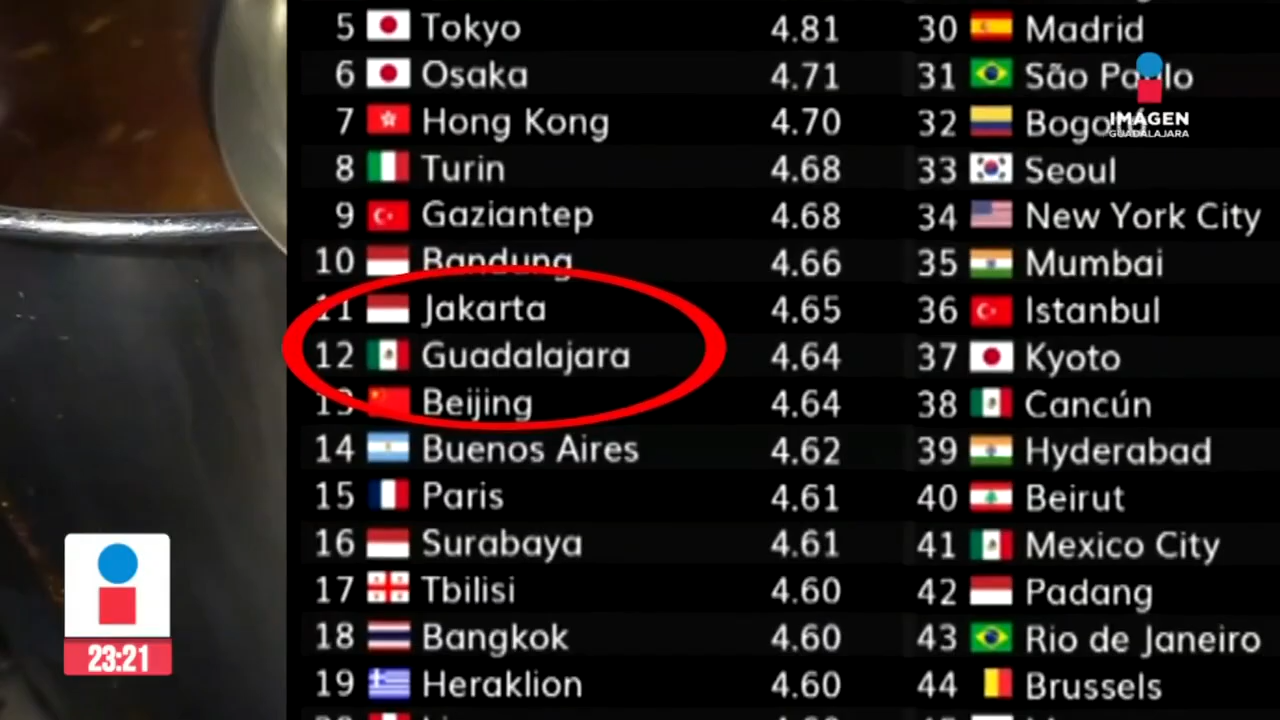 5 Tokyo 4.81
6 Osaka 4.71
7 Hong Kong 4.70
8 Turin 4.68
9 Gaziantep 4.68
10 Bandung 4.66
11 Jakarta 4.65
12 Guadalajara 4.64
13 Beijing 4.64
14 Buenos Aires 4.62
15 Paris 4.61
16 Surabaya 4.61
17 Tbilisi 4.60
18 Bangkok 4.60
19 Heraklion 4.60
30 Madrid
31 São Paulo
32 Bogotá
33 Seoul
34 New York City
35 Mumbai
36 Istanbul
37 Kyoto
38 Cancún
39 Hyderabad
40 Beirut
41 Mexico City
42 Padang
43 Rio de Janeiro
44 Brussels
IMAGEN
GUADALAJARA
23:21